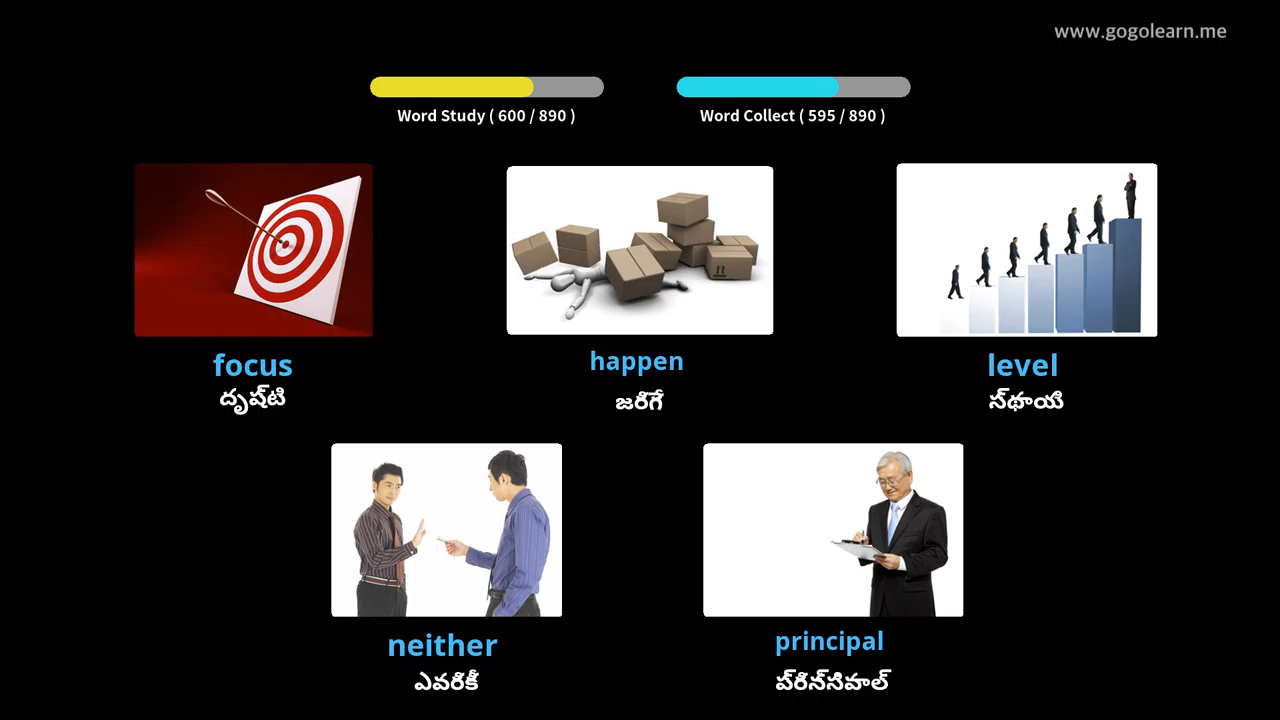 www.gogolearn.me
Word Study ( 600 / 890 )
Word Collect ( 595 / 890 )
focus
దృష్‌టి
happen
జరిగే
level
స్‌థాయి
neither
ఎవరికీ
principal
ప్‌రిన్‌సిపాల్